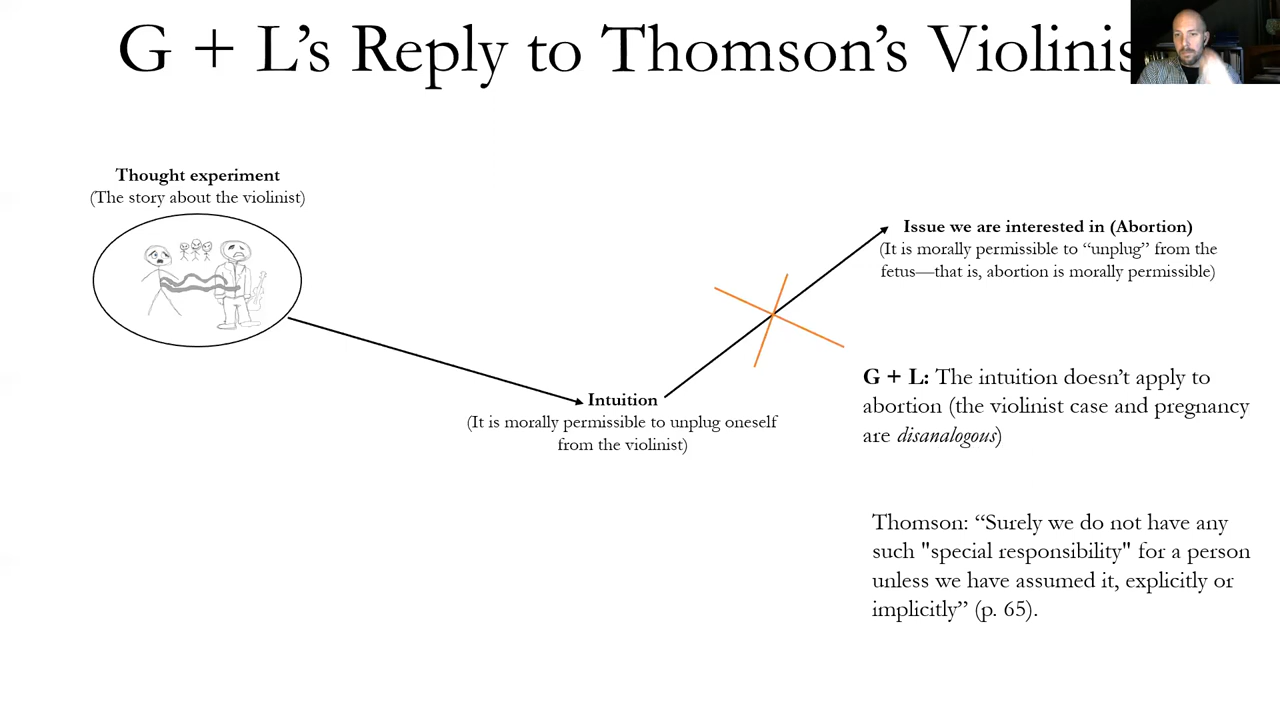 G + L's Reply to Thomson's Violinis
Thought experiment
(The story about the violinist)
Issue we are interested in (Abortion)
(It is morally permissible to “unplug” from the
fetus—that is, abortion is morally permissible)
Intuition
(It is morally permissible to unplug oneself
from the violinist)
G + L: The intuition doesn't apply to
abortion (the violinist case and pregnancy
are disanalogous)
Thomson: “Surely we do not have any
such "special responsibility" for a person
unless we have assumed it, explicitly or
implicitly” (p. 65).